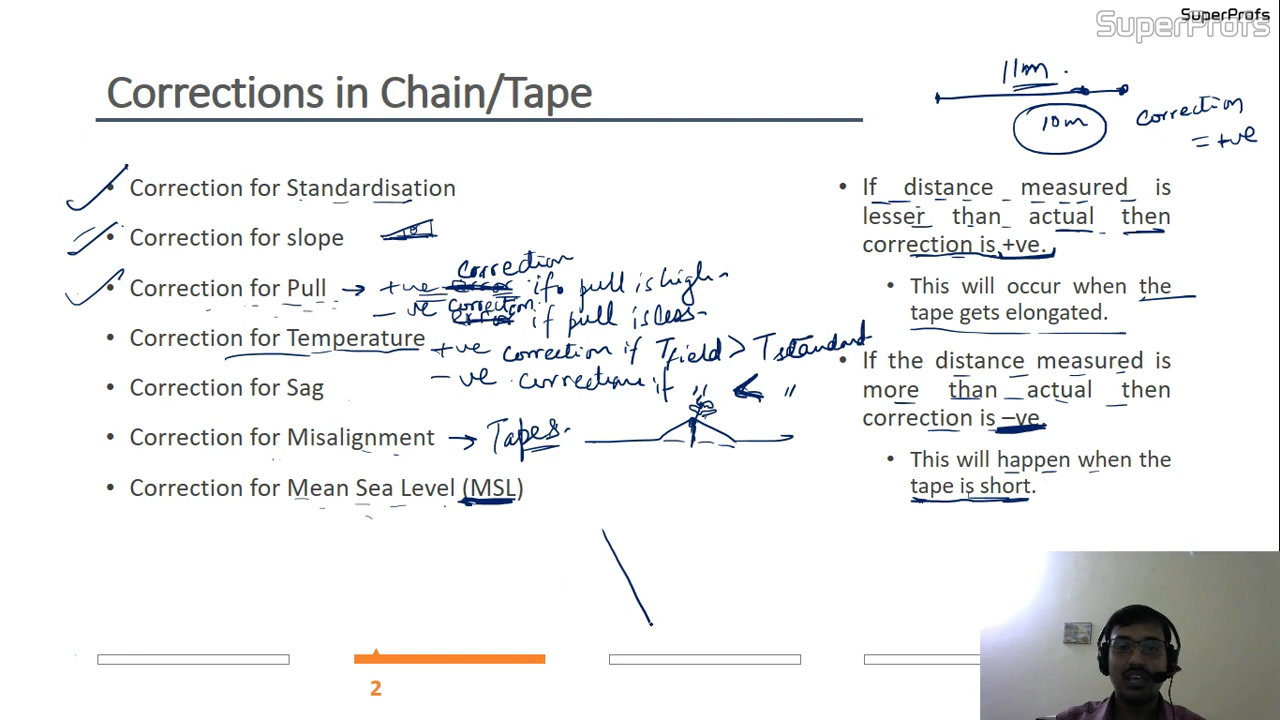 SuperProfs
SuperProfs
Corrections in Chain/Tape
11m
10m
correction
= +ve
• Correction for Standardisation
• Correction for slope
θ
• Correction for Pull → +ve correction if pull is high
- ve correction if pull is less
• Correction for Temperature
+ve correction if Tfield > Tstandard
- ve correction if " < "
• Correction for Sag
• Correction for Misalignment → Tapes.
• Correction for Mean Sea Level (MSL)
• If distance measured is
lesser than actual then
correction is +ve.
• This will occur when the
tape gets elongated.
• If the distance measured is
more than actual then
correction is –ve.
• This will happen when the
tape is short.
2